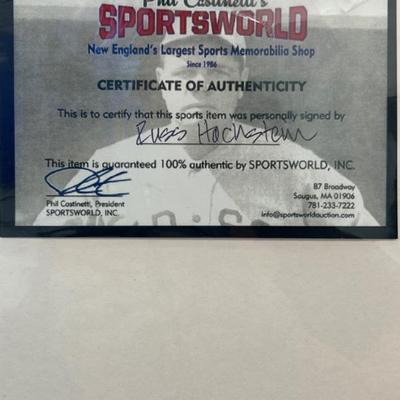 Phil Castinetti's
SPORTSWORLD
New England's Largest Sports Memorabilia Shop
Since 1986
CERTIFICATE OF AUTHENTICITY
This is to certify that this sports item was personally signed by
Russ Hochstein
This item is guaranteed 100% authentic by SPORTSWORLD, INC.
Phil Castinetti, President
SPORTSWORLD, INC.
87 Broadway
Saugus, MA 01906
781-233-7222
info@sportsworldauction.com